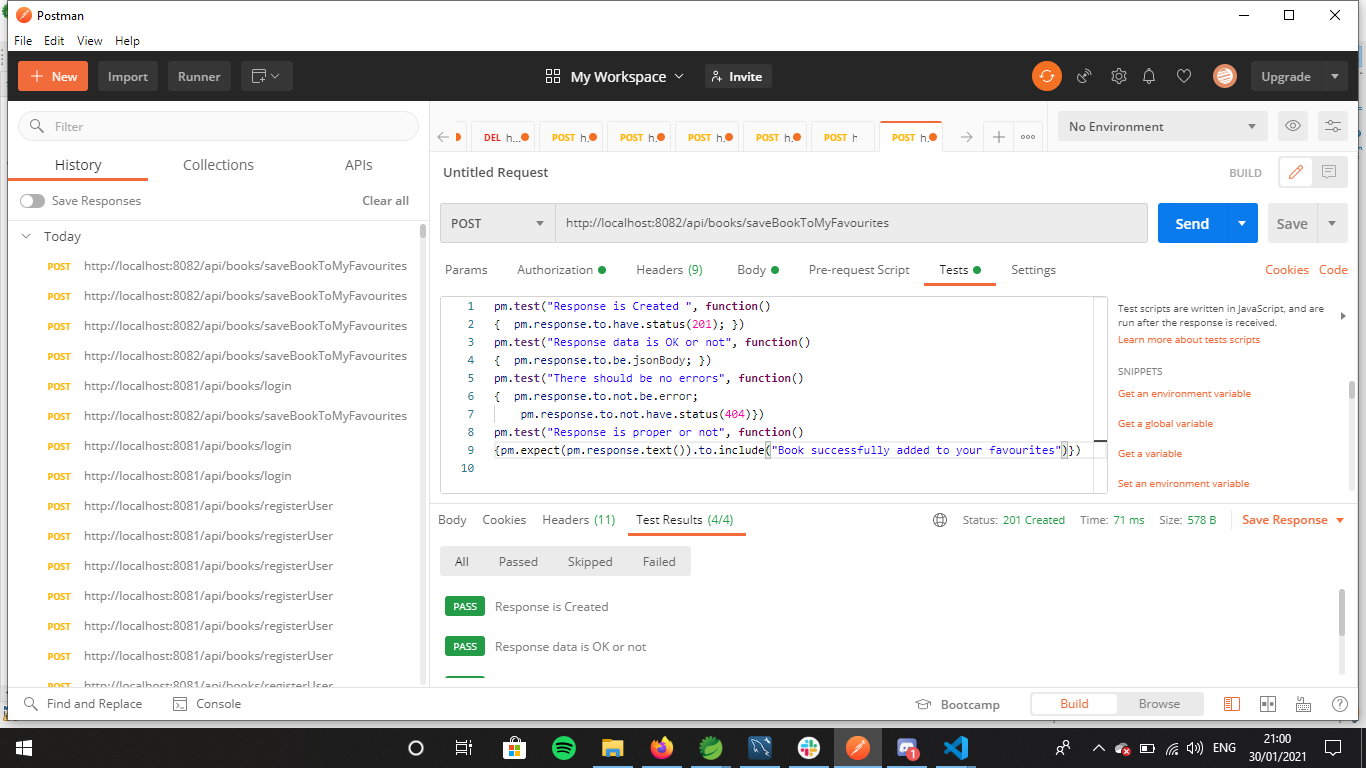 Postman
File Edit View Help
New Import Runner My Workspace Invite Upgrade
Filter
History Collections APIs
Save Responses Clear all
Today
POST http://localhost:8082/api/books/saveBookToMyFavourites
POST http://localhost:8082/api/books/saveBookToMyFavourites
POST http://localhost:8082/api/books/saveBookToMyFavourites
POST http://localhost:8082/api/books/saveBookToMyFavourites
POST http://localhost:8081/api/books/login
POST http://localhost:8082/api/books/saveBookToMyFavourites
POST http://localhost:8081/api/books/login
POST http://localhost:8081/api/books/login
POST http://localhost:8081/api/books/registerUser
POST http://localhost:8081/api/books/registerUser
POST http://localhost:8081/api/books/registerUser
POST http://localhost:8081/api/books/registerUser
POST http://localhost:8081/api/books/registerUser
POST http://localhost:8081/api/books/registerUser
POST http://localhost:8081/api/books/registerUser
DEL h... POST h. POST h. POST h. POST h. POST h POST h.
No Environment
Untitled Request BUILD
POST http://localhost:8082/api/books/saveBookToMyFavourites Send Save
Params Authorization Headers (9) Body Pre-request Script Tests Settings Cookies Code
1 pm.test("Response is Created ", function()
2 {  pm.response.to.have.status(201); })
3 pm.test("Response data is OK or not", function()
4 {  pm.response.to.be.jsonBody; })
5 pm.test("There should be no errors", function()
6 {  pm.response.to.not.be.error;
7     pm.response.to.not.have.status(404)})
8 pm.test("Response is proper or not", function()
9 {pm.expect(pm.response.text()).to.include("Book successfully added to your favourites")})
10
Test scripts are written in JavaScript, and are
run after the response is received.
Learn more about tests scripts
SNIPPETS
Get an environment variable
Get a global variable
Get a variable
Set an environment variable
Body Cookies Headers (11) Test Results (4/4) Status: 201 Created Time: 71 ms Size: 578 B Save Response
All Passed Skipped Failed
PASS Response is Created
PASS Response data is OK or not
Find and Replace Console Bootcamp Build Browse
1 ENG 21:00
30/01/2021